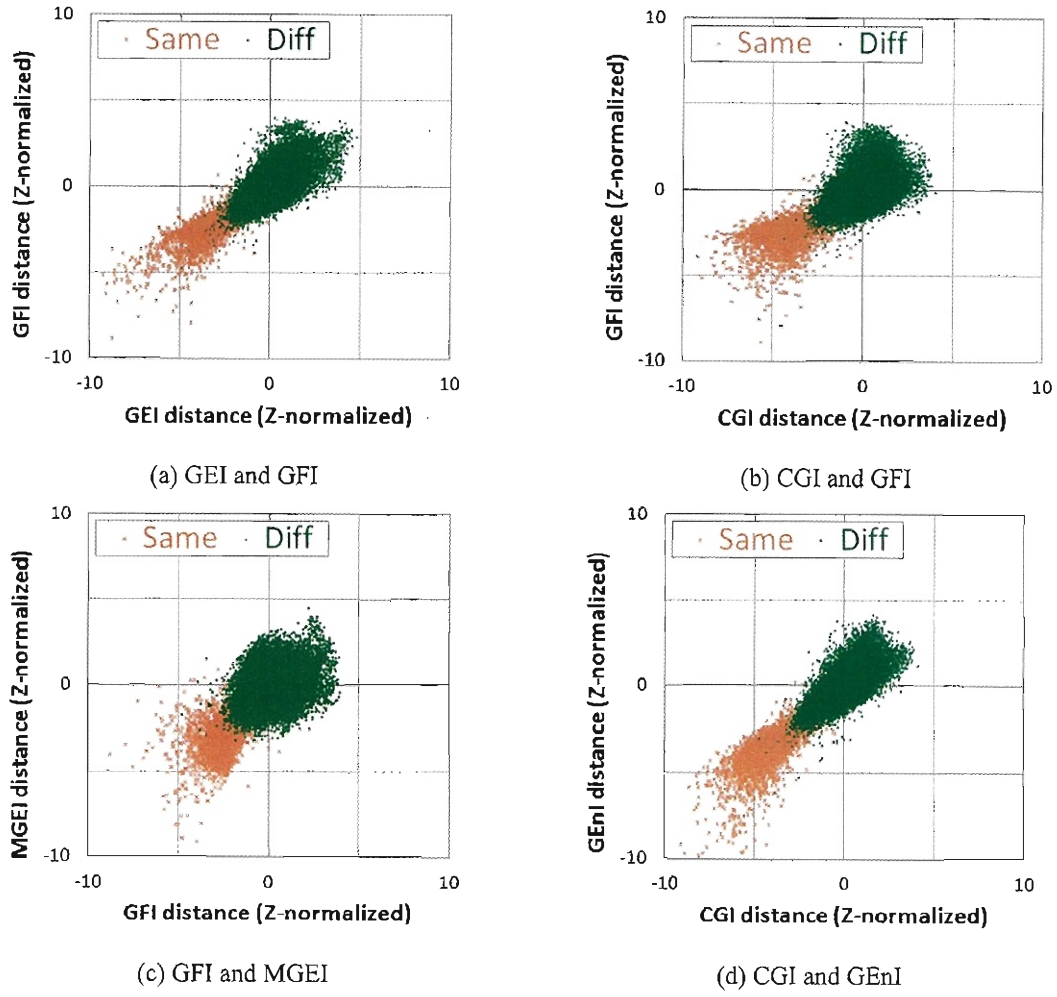 10
× Same · Diff
GFI distance (Z-normalized)
0
-10
-10 0 10
GEI distance (Z-normalized)
(a) GEI and GFI
10
× Same · Diff
GFI distance (Z-normalized)
0
-10
-10 0 10
CGI distance (Z-normalized)
(b) CGI and GFI
10
× Same · Diff
MGEI distance (Z-normalized)
0
-10
-10 0 10
GFI distance (Z-normalized)
(c) GFI and MGEI
10
× Same · Diff
GEnI distance (Z-normalized)
0
-10
-10 0 10
CGI distance (Z-normalized)
(d) CGI and GEnI